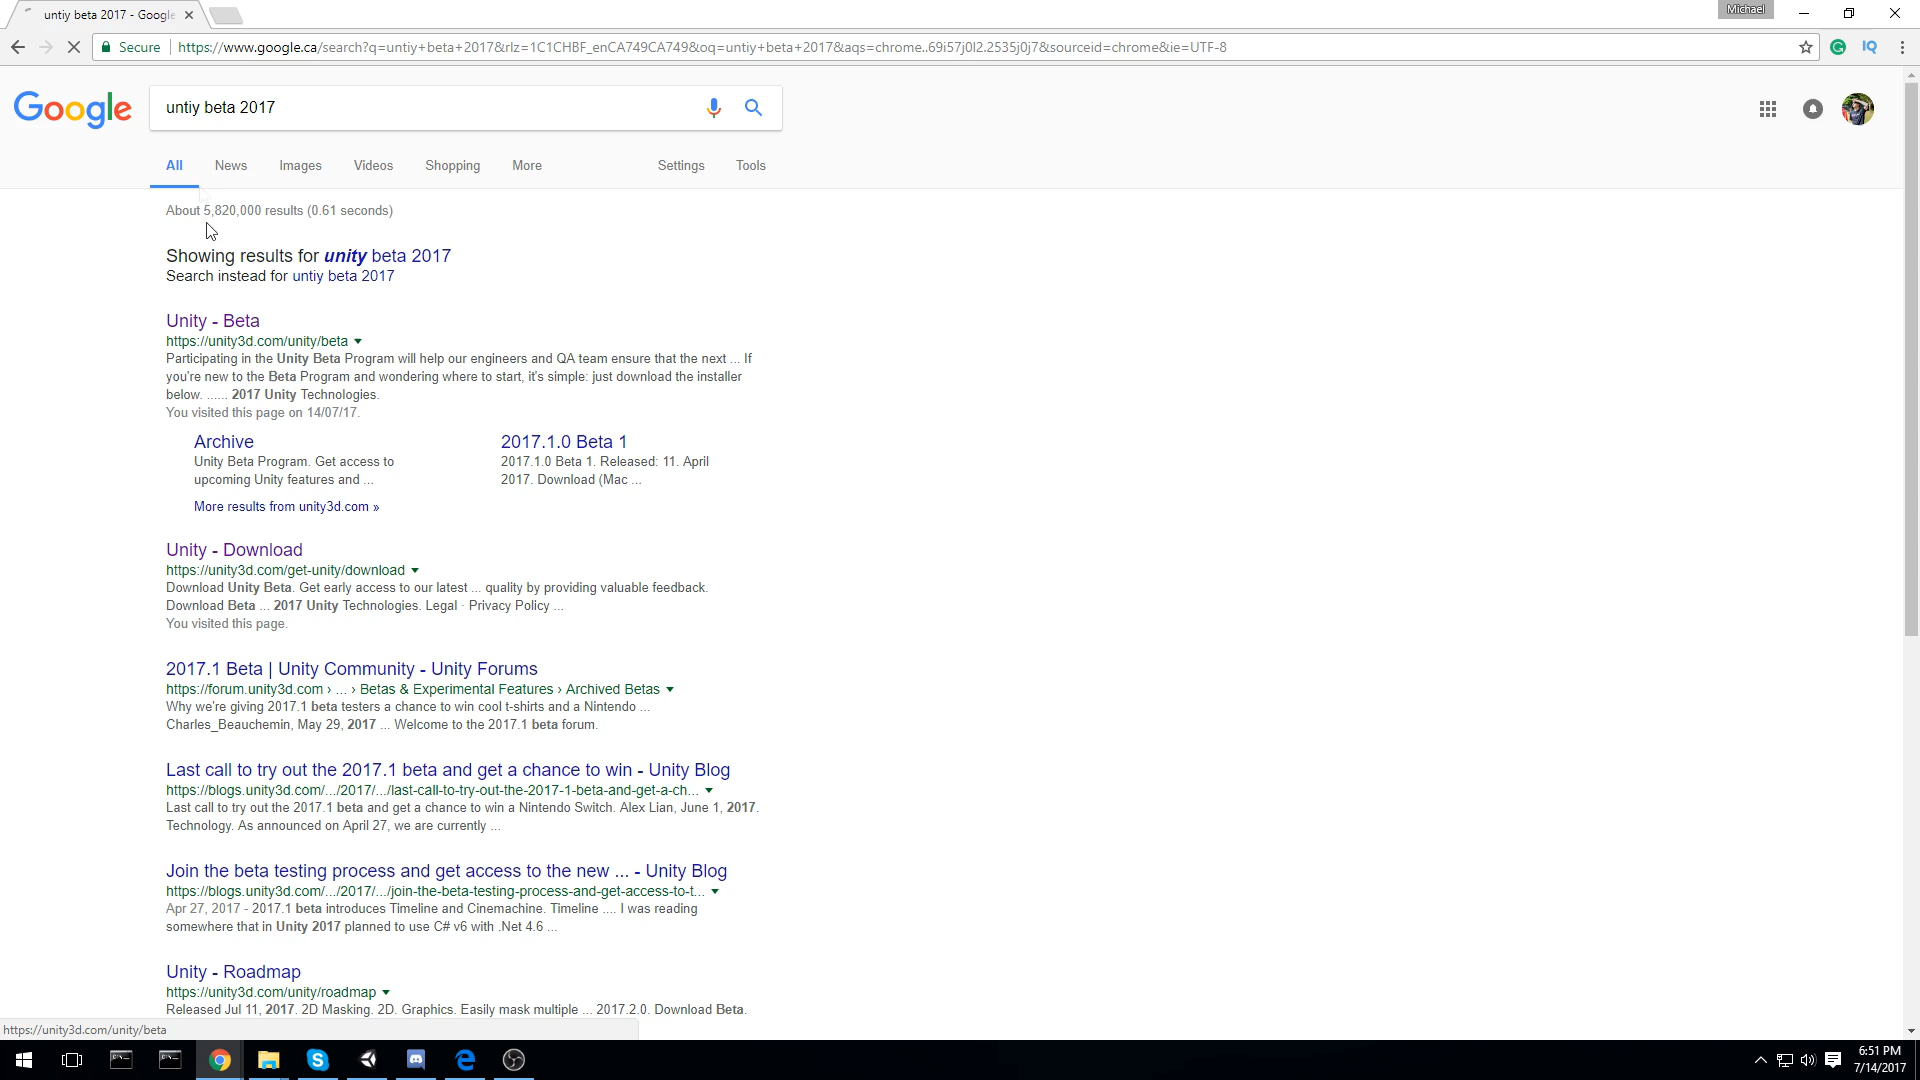 untiy beta 2017 - Google
Michael
Secure
https://www.google.ca/search?q=untiy+beta+2017&rlz=1C1CHBF_enCA749CA749&oq=untiy+beta+2017&aqs=chrome..69i57j0l2.2535j0j7&sourceid=chrome&ie=UTF-8
IQ
Google
untiy beta 2017
All News Images Videos Shopping More Settings Tools
About 5,820,000 results (0.61 seconds)
Showing results for unity beta 2017
Search instead for untiy beta 2017
Unity - Beta
https://unity3d.com/unity/beta
Participating in the Unity Beta Program will help our engineers and QA team ensure that the next ... If
you're new to the Beta Program and wondering where to start, it's simple: just download the installer
below. ...... 2017 Unity Technologies.
You visited this page on 14/07/17.
Archive
Unity Beta Program. Get access to
upcoming Unity features and ...
2017.1.0 Beta 1
2017.1.0 Beta 1. Released: 11. April
2017. Download (Mac ...
More results from unity3d.com »
Unity - Download
https://unity3d.com/get-unity/download
Download Unity Beta. Get early access to our latest ... quality by providing valuable feedback.
Download Beta ... 2017 Unity Technologies. Legal · Privacy Policy ...
You visited this page.
2017.1 Beta | Unity Community - Unity Forums
https://forum.unity3d.com › ... › Betas & Experimental Features › Archived Betas
Why we're giving 2017.1 beta testers a chance to win cool t-shirts and a Nintendo ...
Charles_Beauchemin, May 29, 2017 ... Welcome to the 2017.1 beta forum.
Last call to try out the 2017.1 beta and get a chance to win - Unity Blog
https://blogs.unity3d.com/.../2017/.../last-call-to-try-out-the-2017-1-beta-and-get-a-ch...
Last call to try out the 2017.1 beta and get a chance to win a Nintendo Switch. Alex Lian, June 1, 2017.
Technology. As announced on April 27, we are currently ...
Join the beta testing process and get access to the new ... - Unity Blog
https://blogs.unity3d.com/.../2017/.../join-the-beta-testing-process-and-get-access-to-t...
Apr 27, 2017 - 2017.1 beta introduces Timeline and Cinemachine. Timeline .... I was reading
somewhere that in Unity 2017 planned to use C# v6 with .Net 4.6 ...
Unity - Roadmap
https://unity3d.com/unity/roadmap
Released Jul 11, 2017. 2D Masking. 2D. Graphics. Easily mask multiple ... 2017.2.0. Download Beta.
https://unity3d.com/unity/beta
6:51 PM
7/14/2017